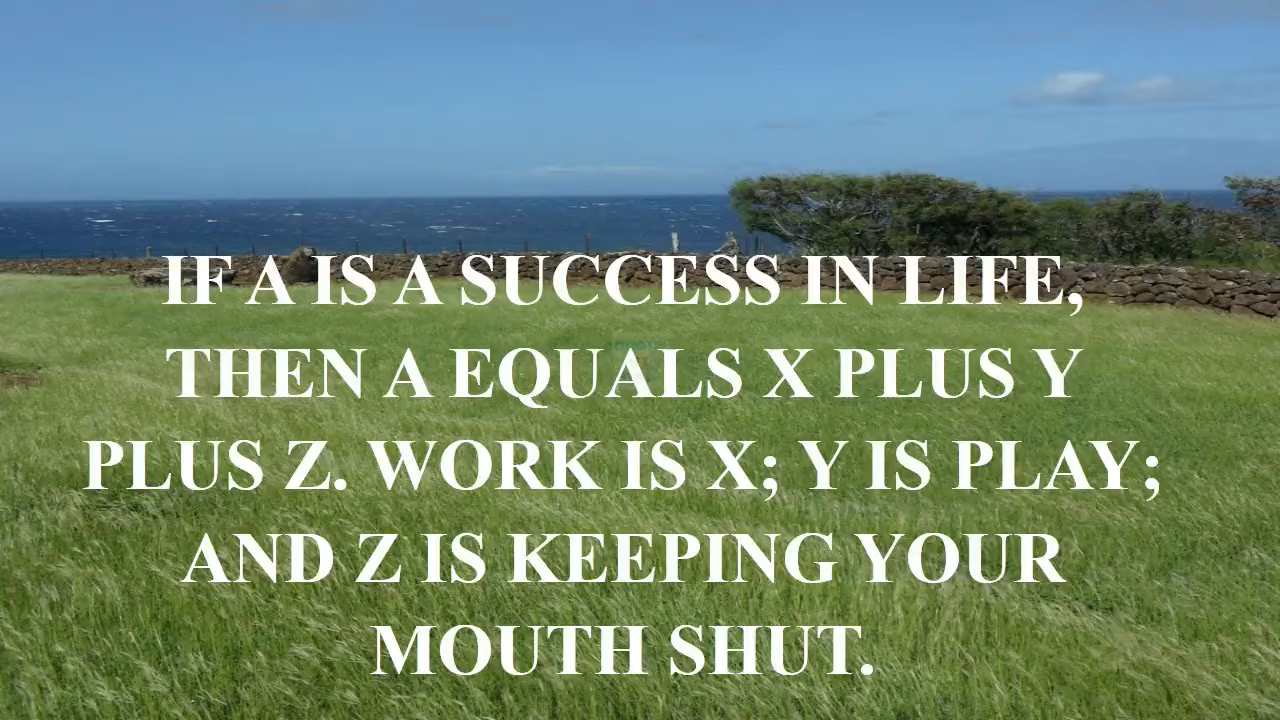 IF A IS A SUCCESS IN LIFE,
THEN A EQUALS X PLUS Y
PLUS Z. WORK IS X; Y IS PLAY;
AND Z IS KEEPING YOUR
MOUTH SHUT.